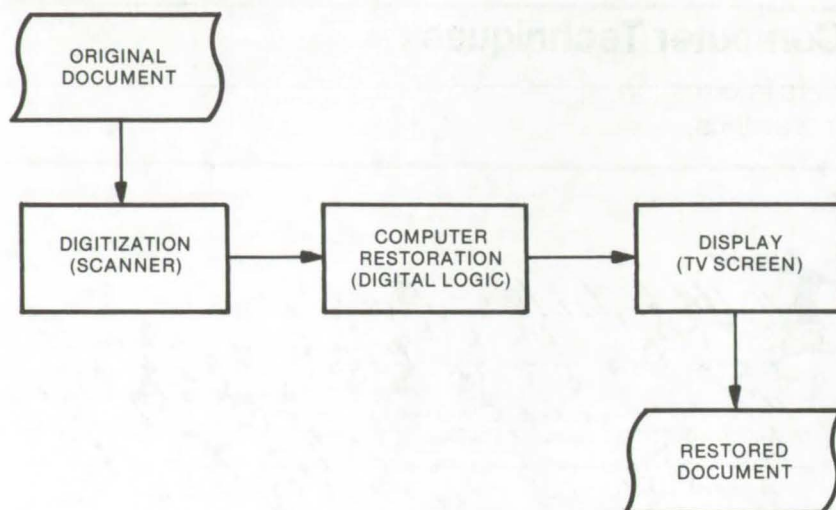 Computer Techniques
ORIGINAL
DOCUMENT
DIGITIZATION
(SCANNER)
COMPUTER
RESTORATION
(DIGITAL LOGIC)
DISPLAY
(TV SCREEN)
RESTORED
DOCUMENT